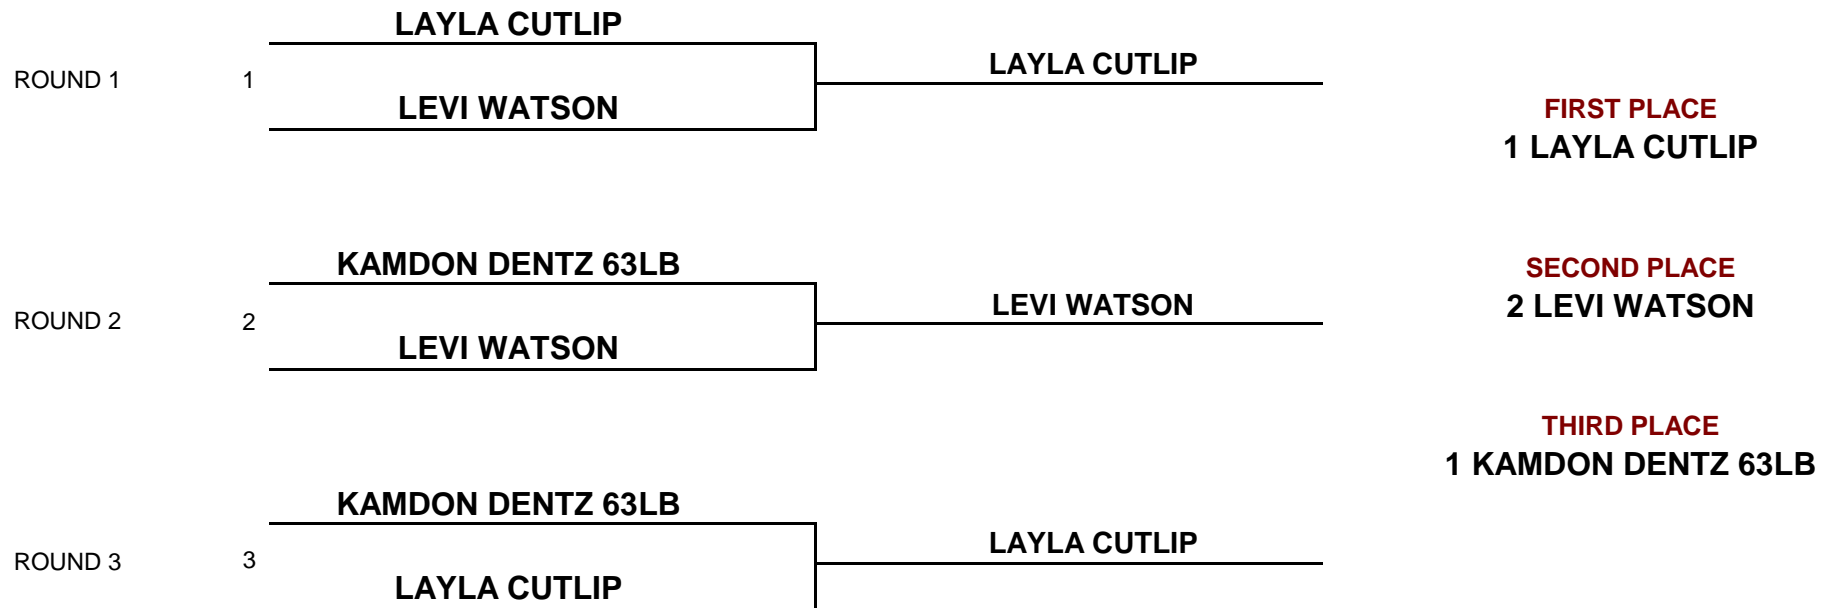 LAYLA CUTLIP
ROUND 1
1
LAYLA CUTLIP
LEVI WATSON
FIRST PLACE
1 LAYLA CUTLIP
KAMDON DENTZ 63LB
ROUND 2
2
LEVI WATSON
LEVI WATSON
SECOND PLACE
2 LEVI WATSON
THIRD PLACE
1 KAMDON DENTZ 63LB
KAMDON DENTZ 63LB
ROUND 3
3
LAYLA CUTLIP
LAYLA CUTLIP